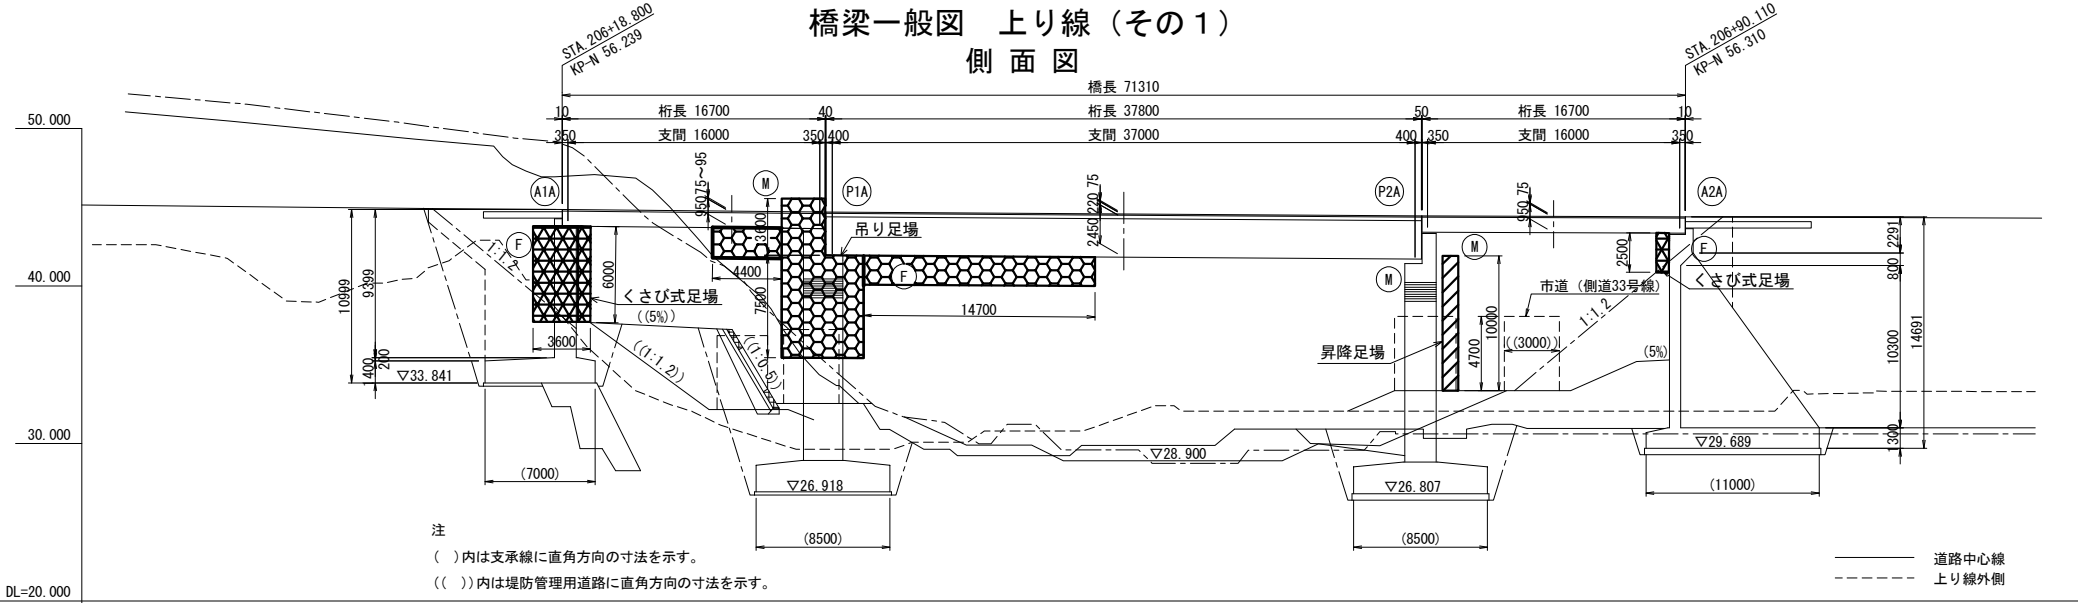 橋梁一般図　上り線（その１）
側 面 図
STA.206+18.800
KP-N 56.239
STA.206+90.110
KP-N 56.310
橋長 71310
10 桁長 16700 40 桁長 37800 50 桁長 16700 10
350 支間 16000 350 400 支間 37000 400 350 支間 16000 350
50.000
40.000
30.000
DL=20.000
A1A
M
P1A
P2A
A2A
95075～95
3600
2450 220 75
950 75
吊り足場
F
1:1.2
6000
4400
7500
F
14700
くさび式足場
((5%))
3600
10999
9399
1400
200
▽33.841
((1:1.2))
((1:0.5))
(7000)
M
M
市道（側道33号線）
昇降足場
4700
10000
((3000))
1:1.2
2500
F
くさび式足場
(5%)
2291
800
10300
14691
1300
▽29.689
▽28.900
▽26.918
▽26.807
(11000)
(8500)
(8500)
注
(　)内は支承線に直角方向の寸法を示す。
((　))内は堤防管理用道路に直角方向の寸法を示す。
道路中心線
上り線外側